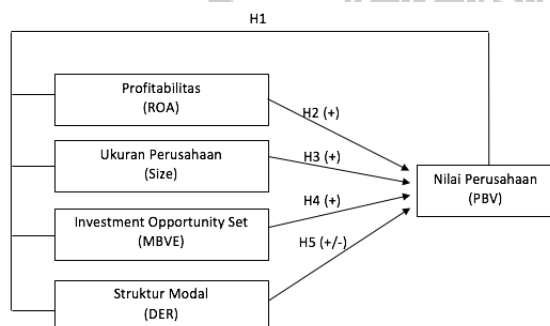 H1
Profitabilitas
(ROA)
H2 (+)
Ukuran Perusahaan
(Size)
H3 (+)
Nilai Perusahaan
(PBV)
Investment Opportunity Set
(MBVE)
H4 (+)
H5 (+/-)
Struktur Modal
(DER)